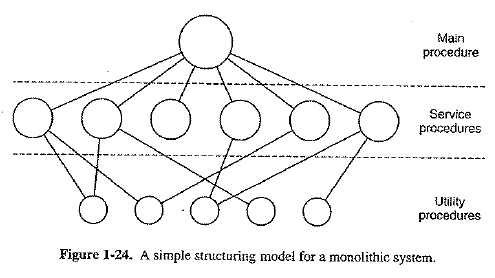 Main
procedure
Service
procedures
Utility
procedures
Figure 1-24. A simple structuring model for a monolithic system.